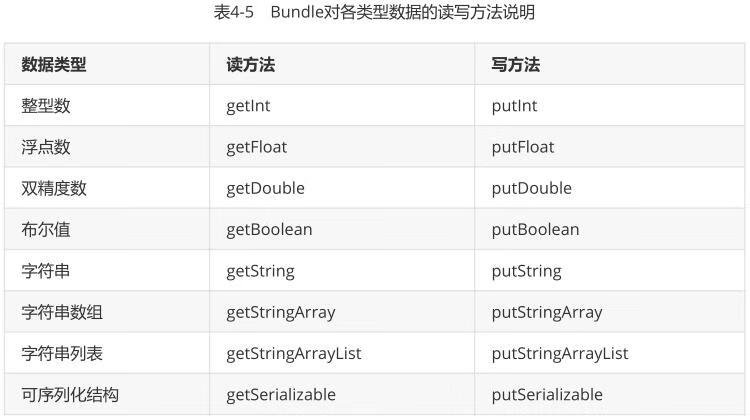 表4-5 Bundle对各类型数据的读写方法说明
数据类型 读方法 写方法
整型数 getInt putInt
浮点数 getFloat putFloat
双精度数 getDouble putDouble
布尔值 getBoolean putBoolean
字符串 getString putString
字符串数组 getStringArray putStringArray
字符串列表 getStringArrayList putStringArrayList
可序列化结构 getSerializable putSerializable